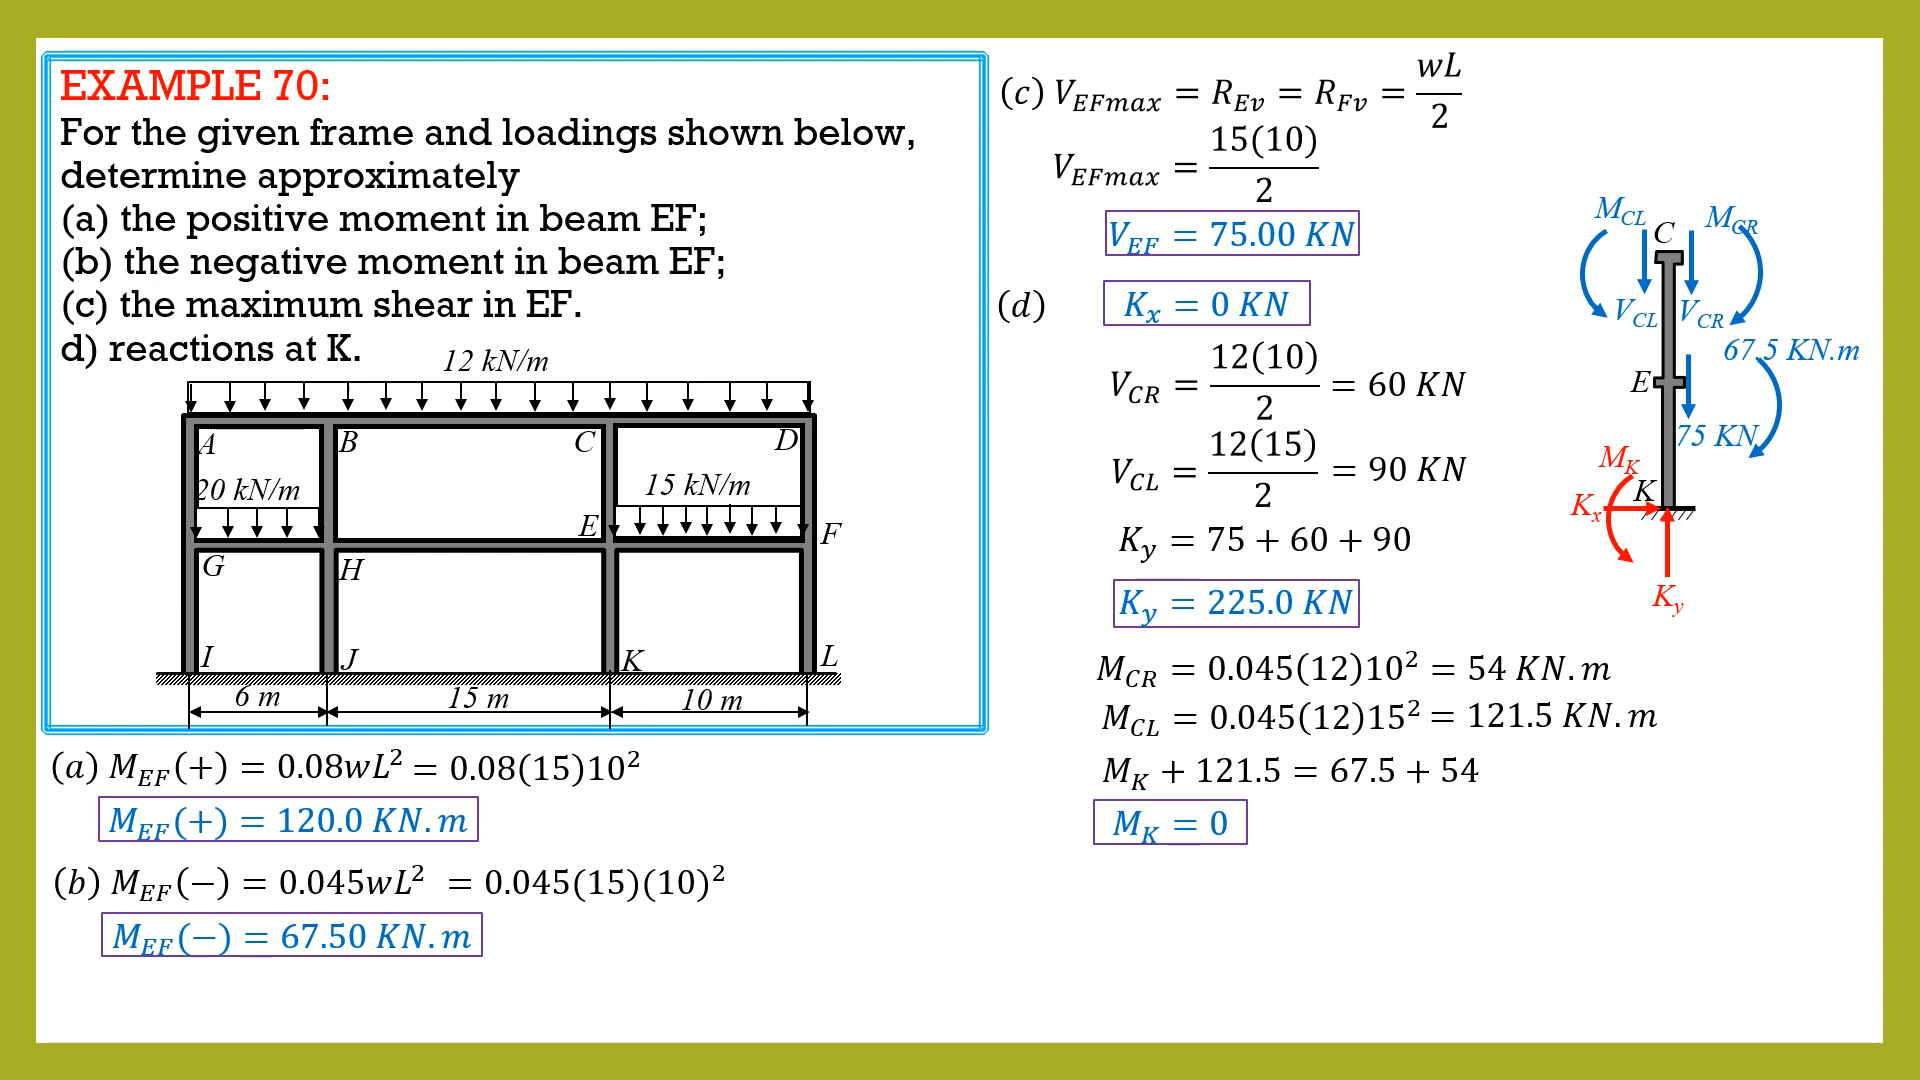 EXAMPLE 70:
For the given frame and loadings shown below,
determine approximately
(a) the positive moment in beam EF;
(b) the negative moment in beam EF;
(c) the maximum shear in EF.
d) reactions at K.
12 kN/m
A B C D
20 kN/m 15 kN/m
E F
G H
I J K L
6 m 15 m 10 m
(a) M_EF(+) = 0.08wL² = 0.08(15)10²
M_EF(+) = 120.0 KN.m
(b) M_EF(−) = 0.045wL² = 0.045(15)(10)²
M_EF(−) = 67.50 KN.m
(c) V_EFmax = R_Ev = R_Fv = wL/2
V_EFmax = 15(10)/2
V_EF = 75.00 KN
(d) K_x = 0 KN
V_CR = 12(10)/2 = 60 KN
V_CL = 12(15)/2 = 90 KN
K_y = 75 + 60 + 90
K_y = 225.0 KN
M_CR = 0.045(12)10² = 54 KN.m
M_CL = 0.045(12)15² = 121.5 KN.m
M_K + 121.5 = 67.5 + 54
M_K = 0
M_CL C M_CR
V_CL V_CR
67.5 KN.m
E
75 KN
M_K
K
K_x
K_y